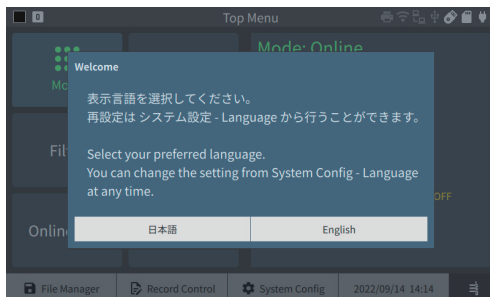 0
Top Menu
Mode: Online
Welcome
表示言語を選択してください。
再設定は システム設定 - Language から行うことができます。
Select your preferred language.
You can change the setting from System Config - Language
at any time.
OFF
日本語
English
File Manager
Record Control
System Config
2022/09/14 14:14